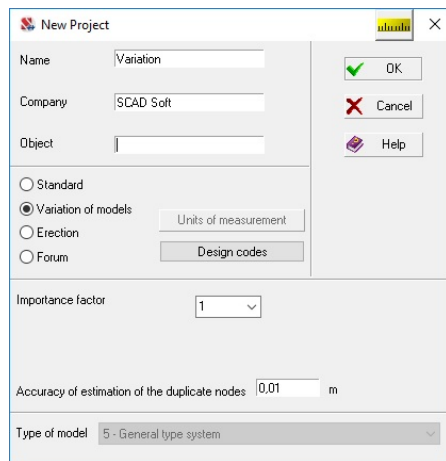 New Project
Name Variation
OK
Company SCAD Soft
Cancel
Object
Help
Standard
Variation of models
Units of measurement
Erection
Design codes
Forum
Importance factor 1
Accuracy of estimation of the duplicate nodes 0,01 m
Type of model 5 - General type system